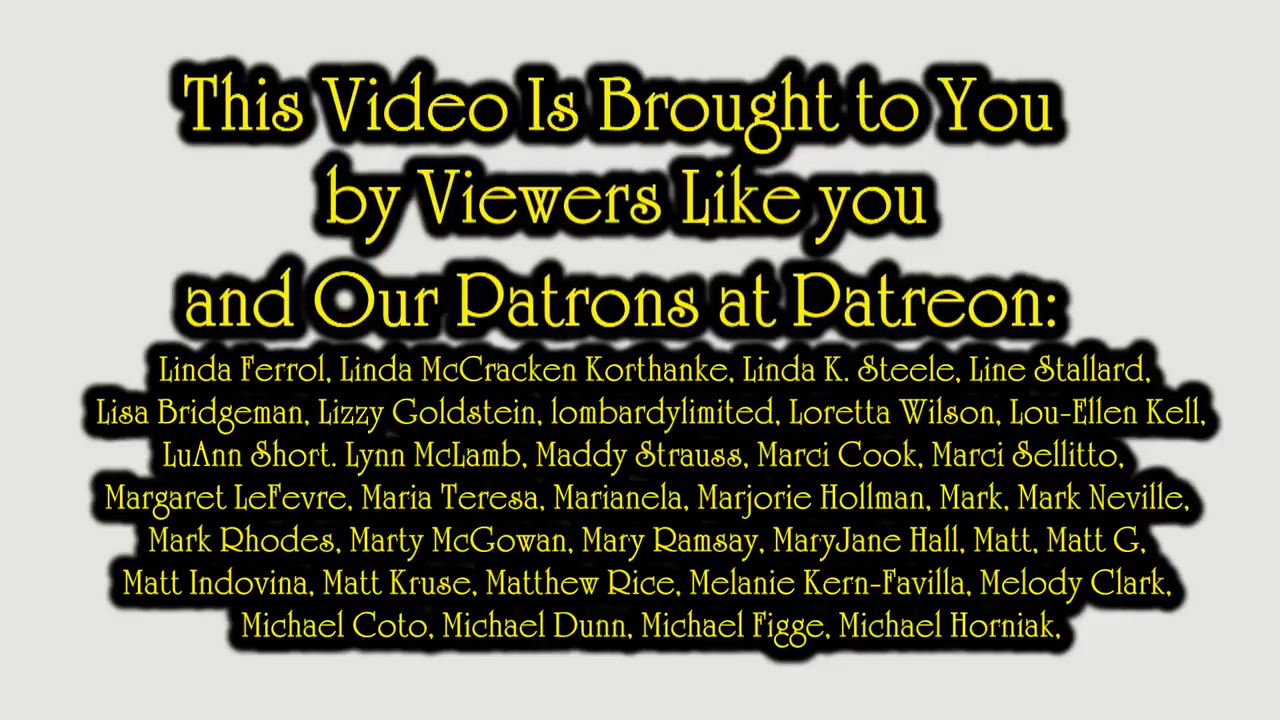 This Video Is Brought to You
by Viewers Like you
and Our Patrons at Patreon:
Linda Ferrol, Linda McCracken Korthanke, Linda K. Steele, Line Stallard,
Lisa Bridgeman, Lizzy Goldstein, lombardylimited, Loretta Wilson, Lou-Ellen Kell,
LuAnn Short. Lynn McLamb, Maddy Strauss, Marci Cook, Marci Sellitto,
Margaret LeFevre, Maria Teresa, Marianela, Marjorie Hollman, Mark, Mark Neville,
Mark Rhodes, Marty McGowan, Mary Ramsay, MaryJane Hall, Matt, Matt G,
Matt Indovina, Matt Kruse, Matthew Rice, Melanie Kern-Favilla, Melody Clark,
Michael Coto, Michael Dunn, Michael Figge, Michael Horniak,